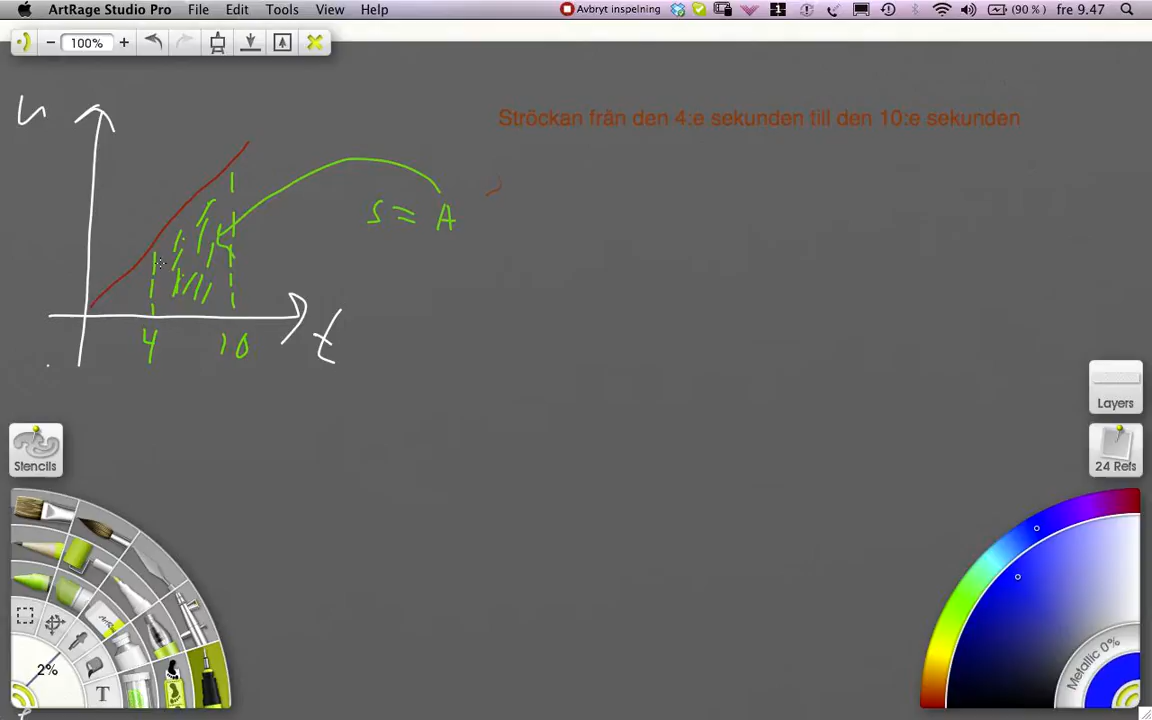 ArtRage Studio Pro File Edit Tools View Help Avbryt inspelning 1 (90 %) fre 9.47
100%
Ströckan från den 4:e sekunden till den 10:e sekunden
s = A
4 10 t
Layers
Stencils
24 Refs
2%
T
Metallic 0%